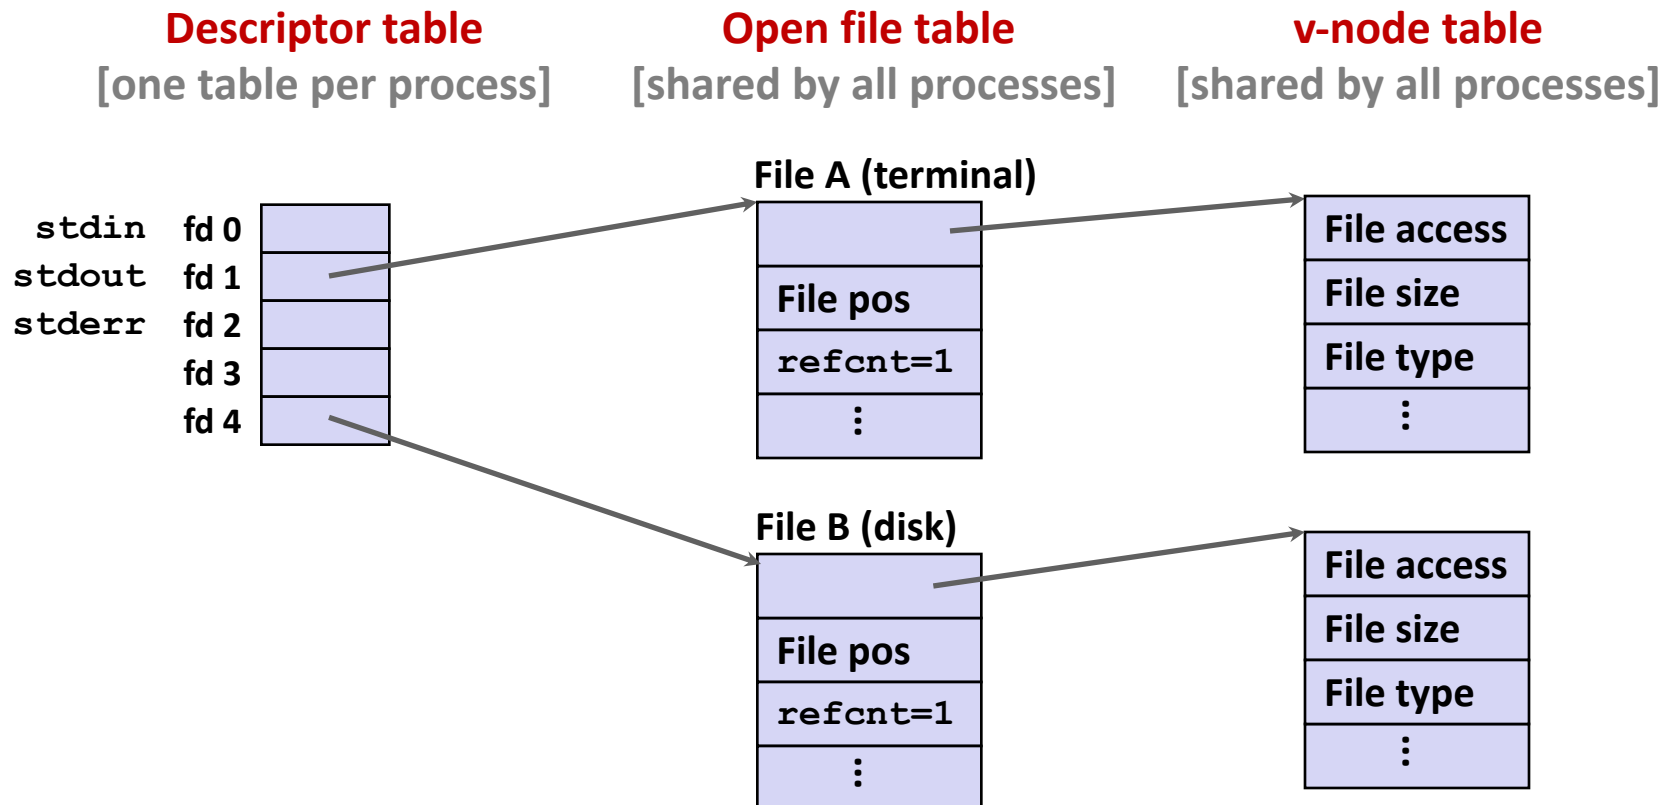 Descriptor table
[one table per process]
Open file table
[shared by all processes]
v-node table
[shared by all processes]
stdin fd 0
stdout fd 1
stderr fd 2
fd 3
fd 4
File A (terminal)
File pos
refcnt=1
⋮
File access
File size
File type
⋮
File B (disk)
File pos
refcnt=1
⋮
File access
File size
File type
⋮